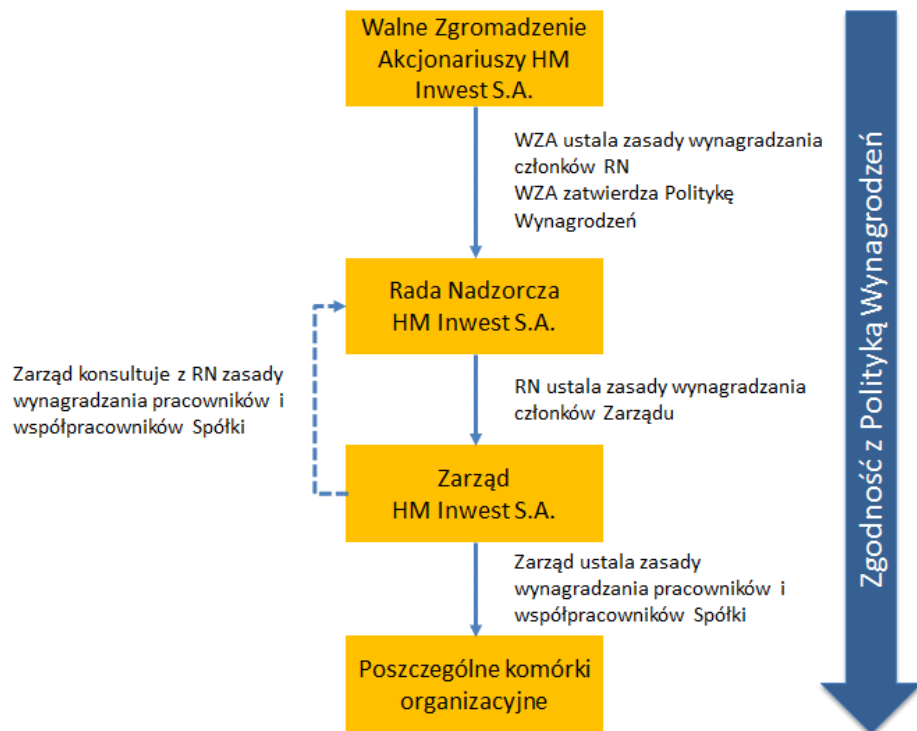 Walne Zgromadzenie
Akcjonariuszy HM
Inwest S.A.
WZA ustala zasady wynagradzania
członków RN
WZA zatwierdza Politykę
Wynagrodzeń
Rada Nadzorcza
HM Inwest S.A.
Zarząd konsultuje z RN zasady
wynagradzania pracowników i
współpracowników Spółki
RN ustala zasady wynagradzania
członków Zarządu
Zarząd
HM Inwest S.A.
Zarząd ustala zasady
wynagradzania pracowników i
współpracowników Spółki
Poszczególne komórki
organizacyjne
Zgodność z Polityką Wynagrodzeń